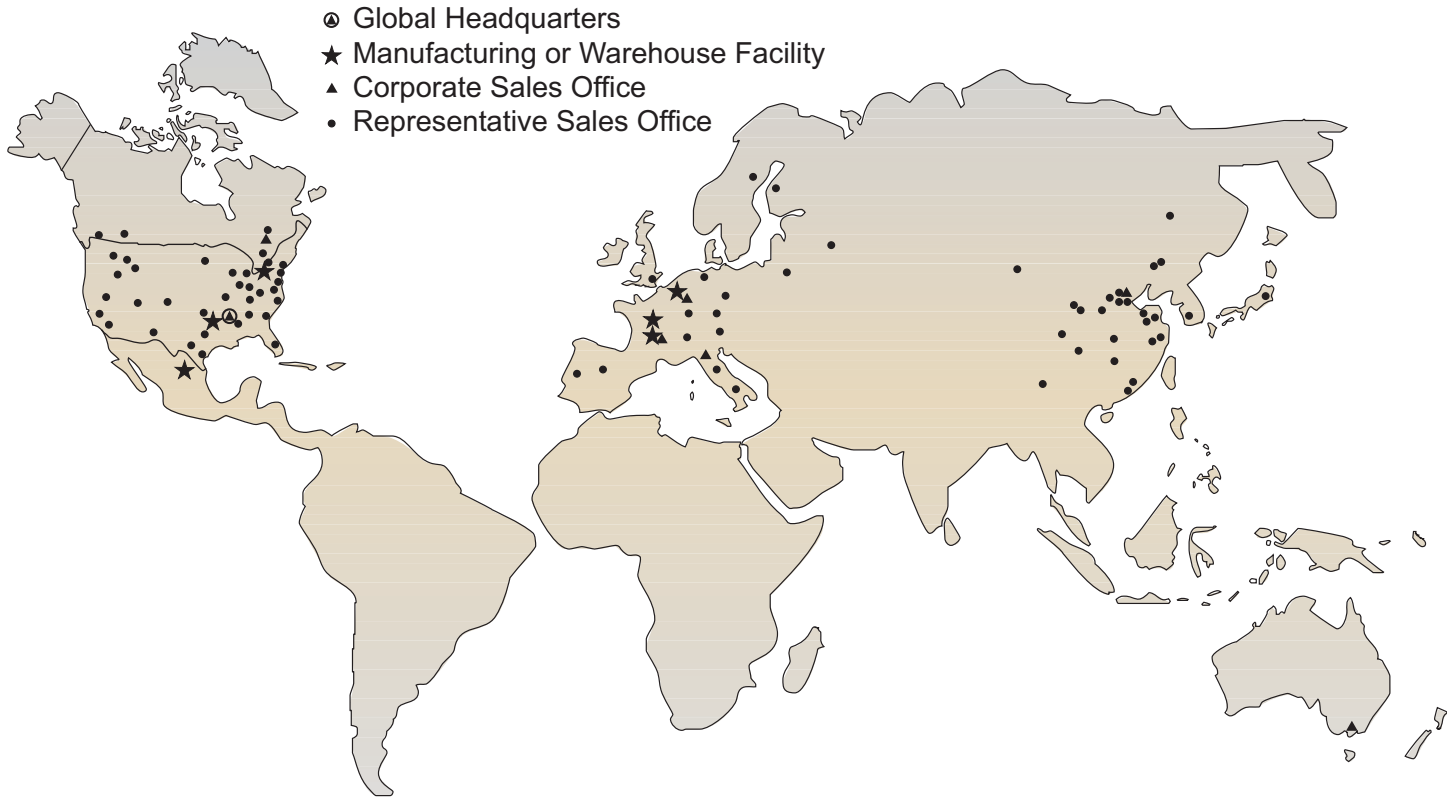 Global Headquarters
Manufacturing or Warehouse Facility
Corporate Sales Office
Representative Sales Office